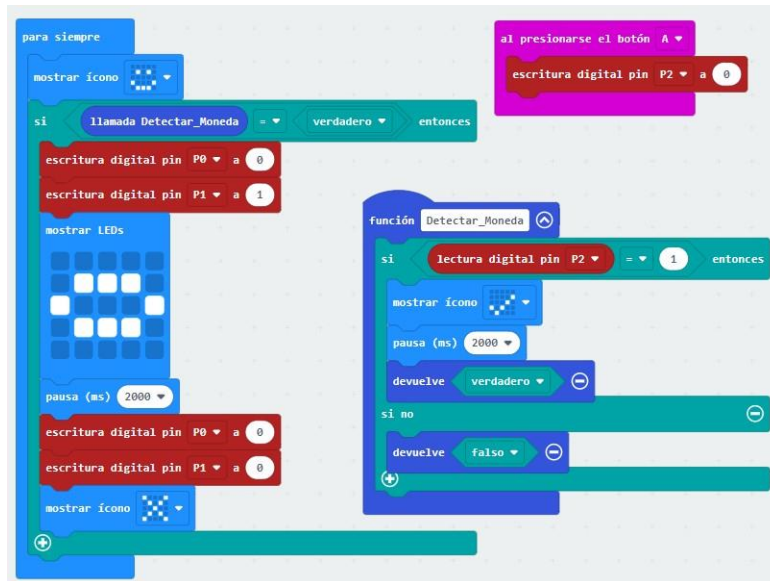 para siempre
mostrar ícono
si llamada Detectar_Moneda = verdadero entonces
escritura digital pin P0 a 0
escritura digital pin P1 a 1
mostrar LEDs
pausa (ms) 2000
escritura digital pin P0 a 0
escritura digital pin P1 a 0
mostrar ícono
al presionarse el botón A
escritura digital pin P2 a 0
función Detectar_Moneda
si lectura digital pin P2 = 1 entonces
mostrar ícono
pausa (ms) 2000
devuelve verdadero
si no
devuelve falso